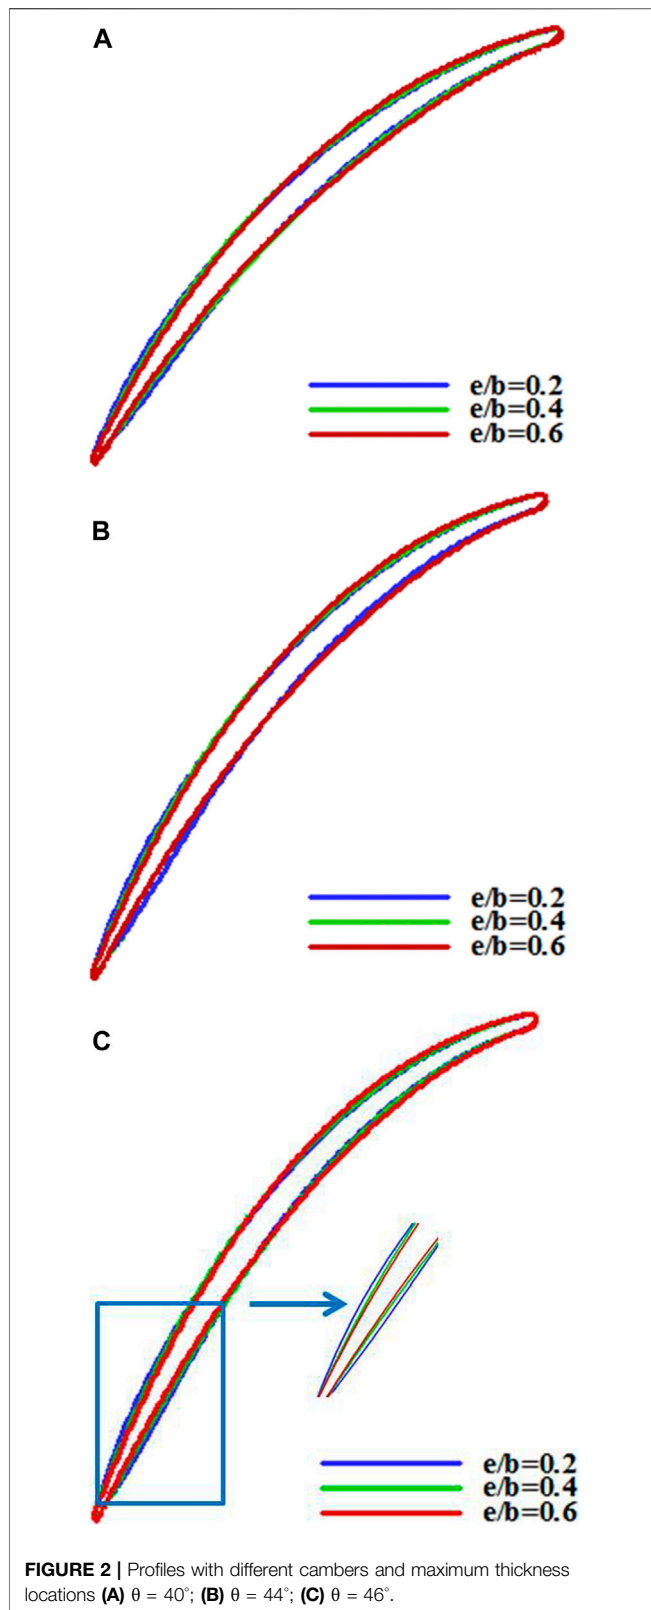 A
e/b=0.2
e/b=0.4
e/b=0.6
B
e/b=0.2
e/b=0.4
e/b=0.6
C
e/b=0.2
e/b=0.4
e/b=0.6
FIGURE 2 | Profiles with different cambers and maximum thickness
locations (A) θ = 40°; (B) θ = 44°; (C) θ = 46°.